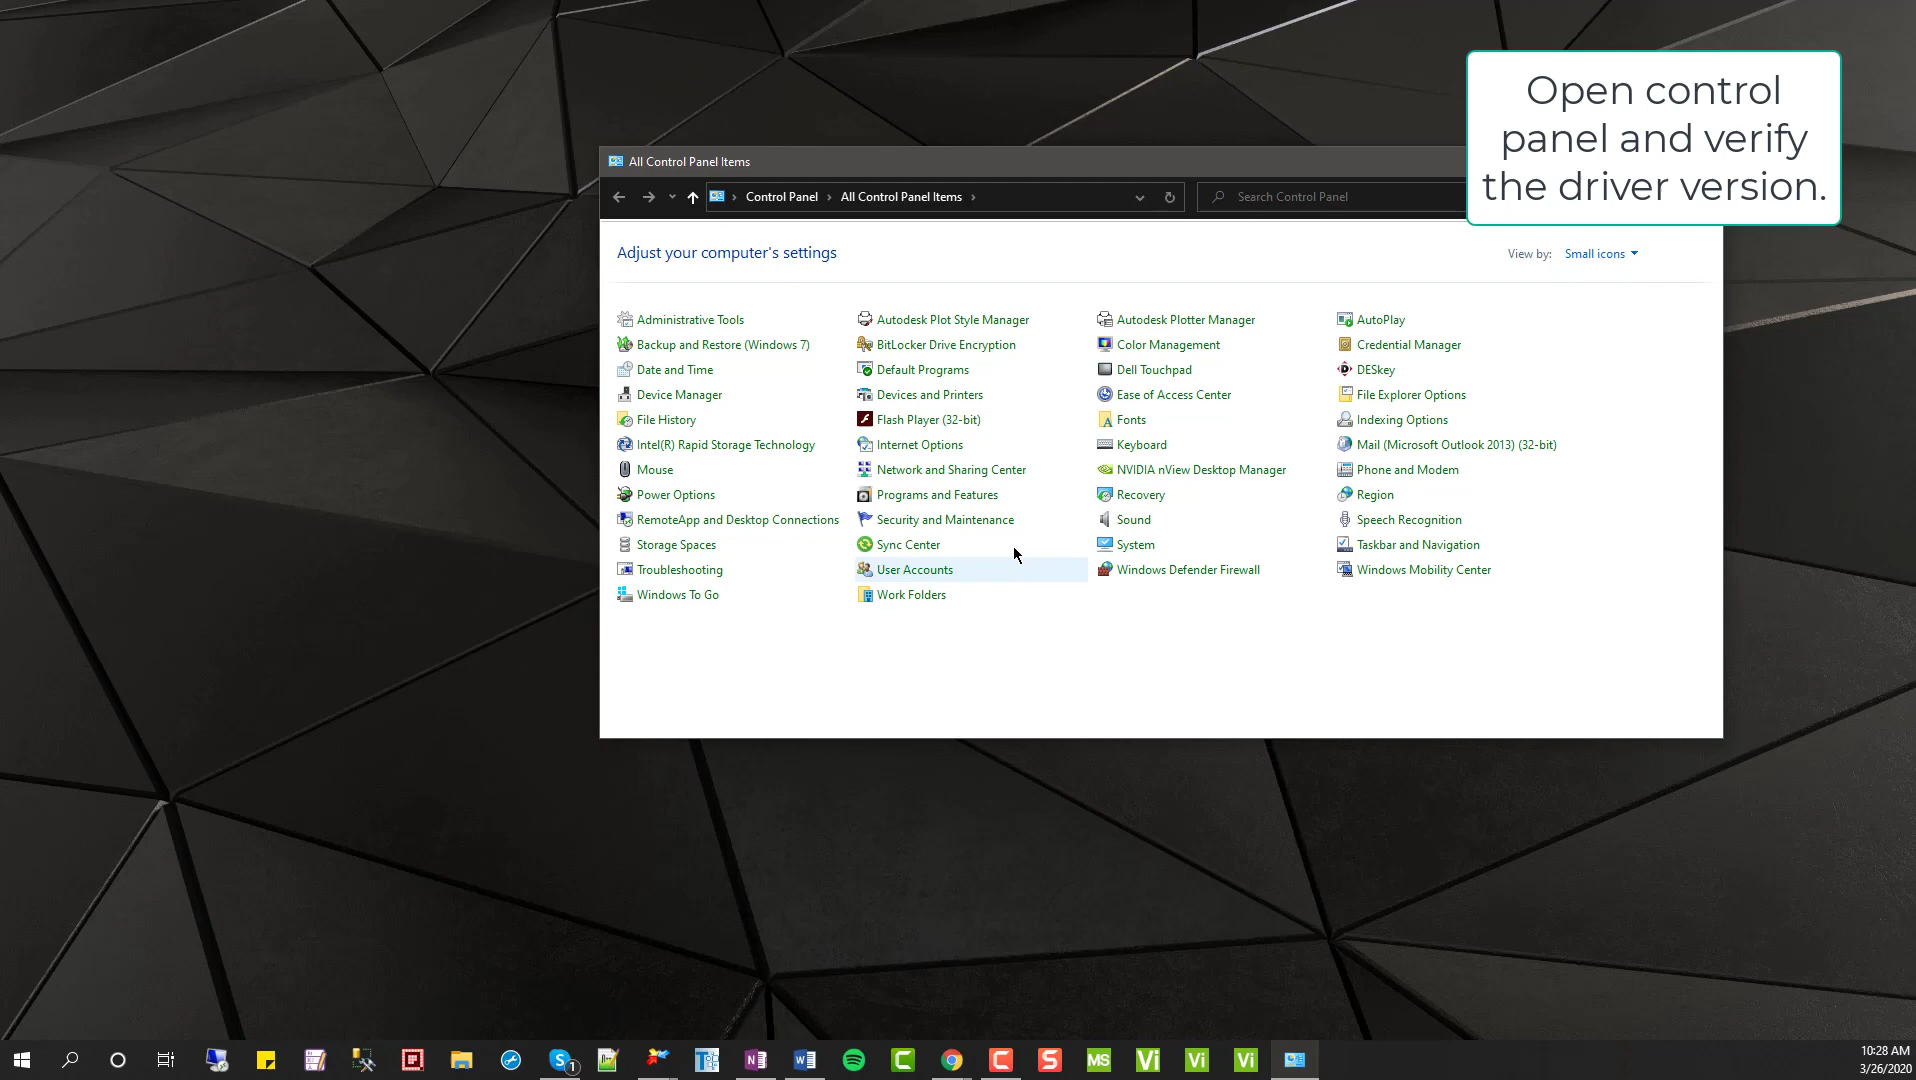 Open control
panel and verify
the driver version.
All Control Panel Items
Control Panel
All Control Panel Items
Search Control Panel
Adjust your computer's settings
View by: Small icons
Administrative Tools
Autodesk Plot Style Manager
Autodesk Plotter Manager
AutoPlay
Backup and Restore (Windows 7)
BitLocker Drive Encryption
Color Management
Credential Manager
Date and Time
Default Programs
Dell Touchpad
DESkey
Device Manager
Devices and Printers
Ease of Access Center
File Explorer Options
File History
Flash Player (32-bit)
Fonts
Indexing Options
Intel(R) Rapid Storage Technology
Internet Options
Keyboard
Mail (Microsoft Outlook 2013) (32-bit)
Mouse
Network and Sharing Center
NVIDIA nView Desktop Manager
Phone and Modem
Power Options
Programs and Features
Recovery
Region
RemoteApp and Desktop Connections
Security and Maintenance
Sound
Speech Recognition
Storage Spaces
Sync Center
System
Taskbar and Navigation
Troubleshooting
User Accounts
Windows Defender Firewall
Windows Mobility Center
Windows To Go
Work Folders
MS
Vi
Vi
Vi
10:28 AM
3/26/2020